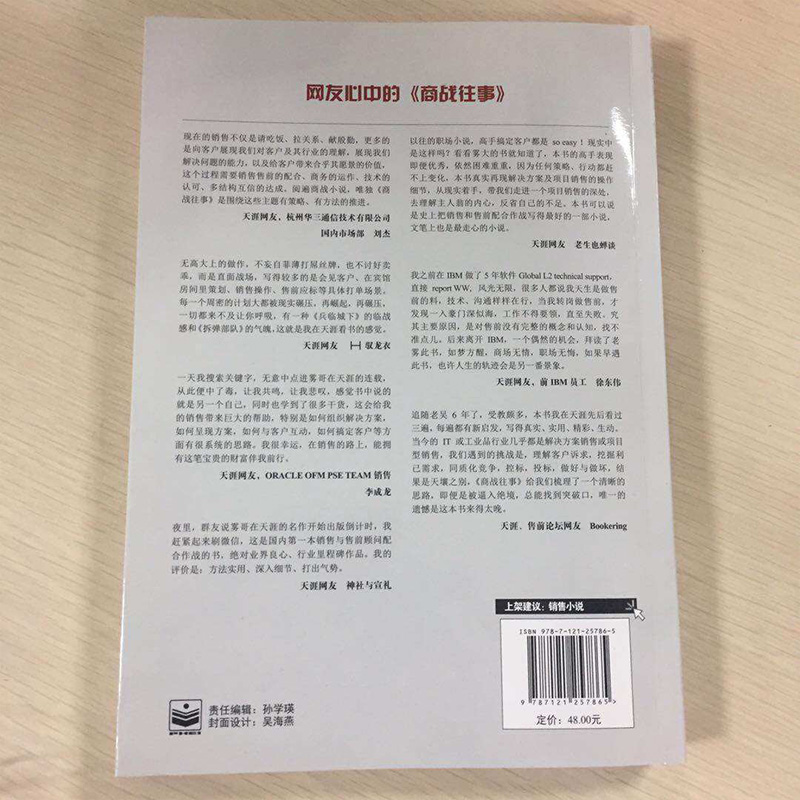 网友心中的《商战往事》
现在的销售不仅是请吃饭、拉关系、献殷勤，更多的
是向客户展现我们对客户及其行业的理解，展现我们
解决问题的能力，以及给客户带来合乎其愿景的价值，
这个过程需要销售售前的配合、商务的运作、技术的
认可、多结构互信的达成。阅遍商战小说，唯独《商
战往事》是围绕这些主题有策略、有方法的推进。
天涯网友，杭州华三通信技术有限公司
国内市场部 刘杰
无高大上的做作，不妄自菲薄打屌丝牌，也不讨好卖
乖，而是直面战场，写得较多的是会见客户、在宾馆
房间里策划、销售操作、售前应标等具体打单场景。
每一个周密的计划大都被现实碾压，再崛起，再碾压，
一切都来不及让你呼吸，有一种《兵临城下》的临战
感和《拆弹部队》的气魄，这就是我在天涯看书的感觉。
天涯网友 ├┤驭龙衣
一天我搜索关键字，无意中点进雾哥在天涯的连载，
从此便中了毒，让我共鸣，让我悲叹，感觉书中说的
就是另一个自己，同时也学到了很多干货，这会给我
的销售带来巨大的帮助，特别是如何组织解决方案，
如何呈现方案，如何与客户互动，如何搞定客户等方
面有很系统的思路。我很幸运，在销售的路上，能拥
有这笔宝贵的财富伴我前行。
天涯网友，ORACLE OFM PSE TEAM 销售
李成龙
夜里，群友说雾哥在天涯的名作开始出版倒计时，我
赶紧起来刷微信，这是国内第一本销售与售前顾问配
合作战的书，绝对业界良心、行业里程碑作品。我的
评价是：方法实用、深入细节、打出气势。
天涯网友 神社与宣礼
以往的职场小说，高手搞定客户都是 so easy！现实中
是这样吗？看看雾大的书就知道了，本书的高手表现
即便优秀，依然困难重重，因为任何策略、行动都赶
不上变化。本书真实再现解决方案及项目销售的操作
细节，从现实着手，带我们走进一个项目销售的深处，
去理解主人翁的内心，反省自己的不足。本书可以说
是史上把销售和售前配合作战写得最好的一部小说，
文笔上也是最走心的小说。
天涯网友 老生也蝉谈
我之前在 IBM 做了 5 年软件 Global L2 technical support，
直接 report WW，风光无限，很多人都说我天生是做售
前的料，技术、沟通样样在行，当我转岗做售前，才
发现一入豪门深似海，工作不得要领，直至失败。究
其主要原因，是对售前没有完整的概念和认知，找不
准点儿。后来离开 IBM，一个偶然的机会，拜读了老
雾此书，如梦方醒，商场无情，职场无悔，如果早遇
此书，也许人生的轨迹会是另一番景象。
天涯网友，前 IBM 员工 徐东伟
追随老吴 6 年了，受教颇多，本书我在天涯先后看过
三遍，每遍都有新启发，写得真实、实用、精彩、生动。
当今的 IT 或工业品行业几乎都是解决方案销售或项目
型销售，我们遇到的挑战是，理解客户诉求，挖掘利
己需求，同质化竞争，控标，投标，做好与做坏，结
果是天壤之别，《商战往事》给我们梳理了一个清晰的
思路，即便是被逼入绝境，总能找到突破口，唯一的
遗憾是这本书来得太晚。
天涯、售前论坛网友 Bookering
上架建议：销售小说
ISBN 978-7-121-25786-5
9 787121 257865
定价：48.00元
责任编辑：孙学瑛
封面设计：吴海燕